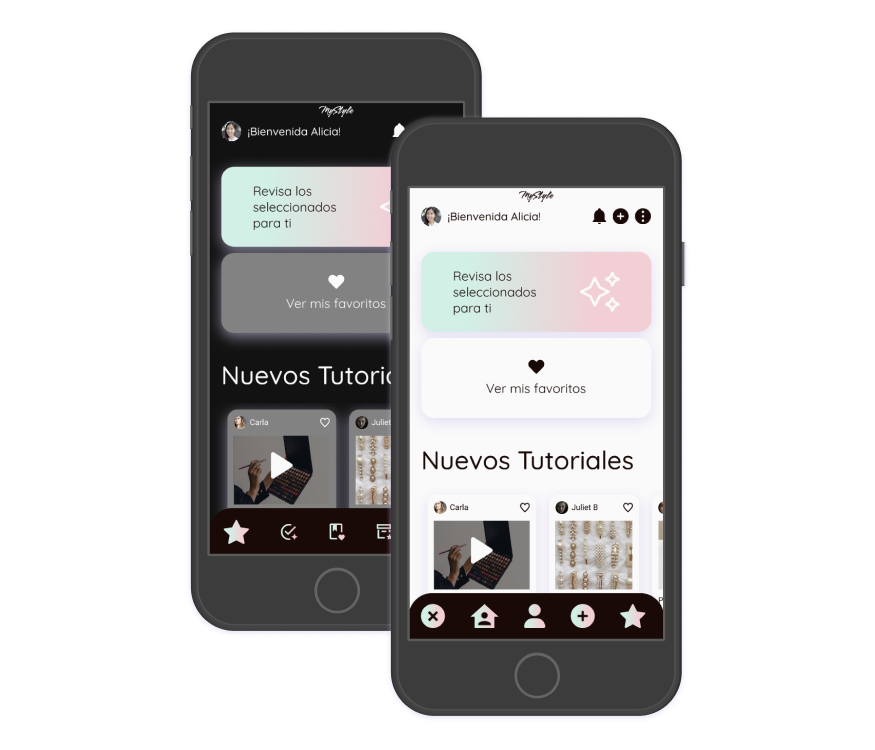 MyStyle
¡Bienvenida Alicia!
Revisa los
seleccionados
para ti
Ver mis favoritos
Nuevos Tutori
Carla
Juliet
MyStyle
¡Bienvenida Alicia!
Revisa los
seleccionados
para ti
Ver mis favoritos
Nuevos Tutoriales
Carla
Juliet B